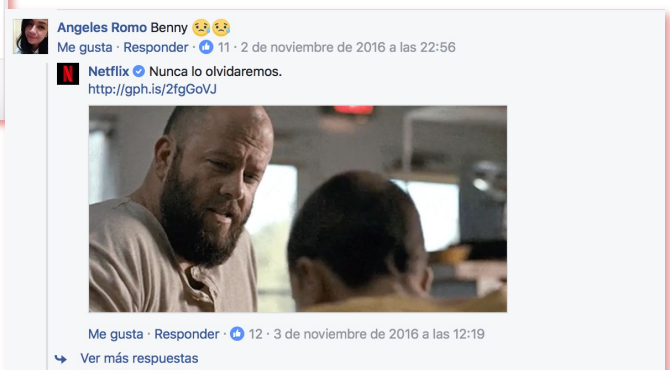 Angeles Romo Benny 😥😥
Me gusta · Responder · 11 · 2 de noviembre de 2016 a las 22:56
N Netflix Nunca lo olvidaremos.
http://gph.is/2fgGoVJ
Me gusta · Responder · 12 · 3 de noviembre de 2016 a las 12:19
Ver más respuestas